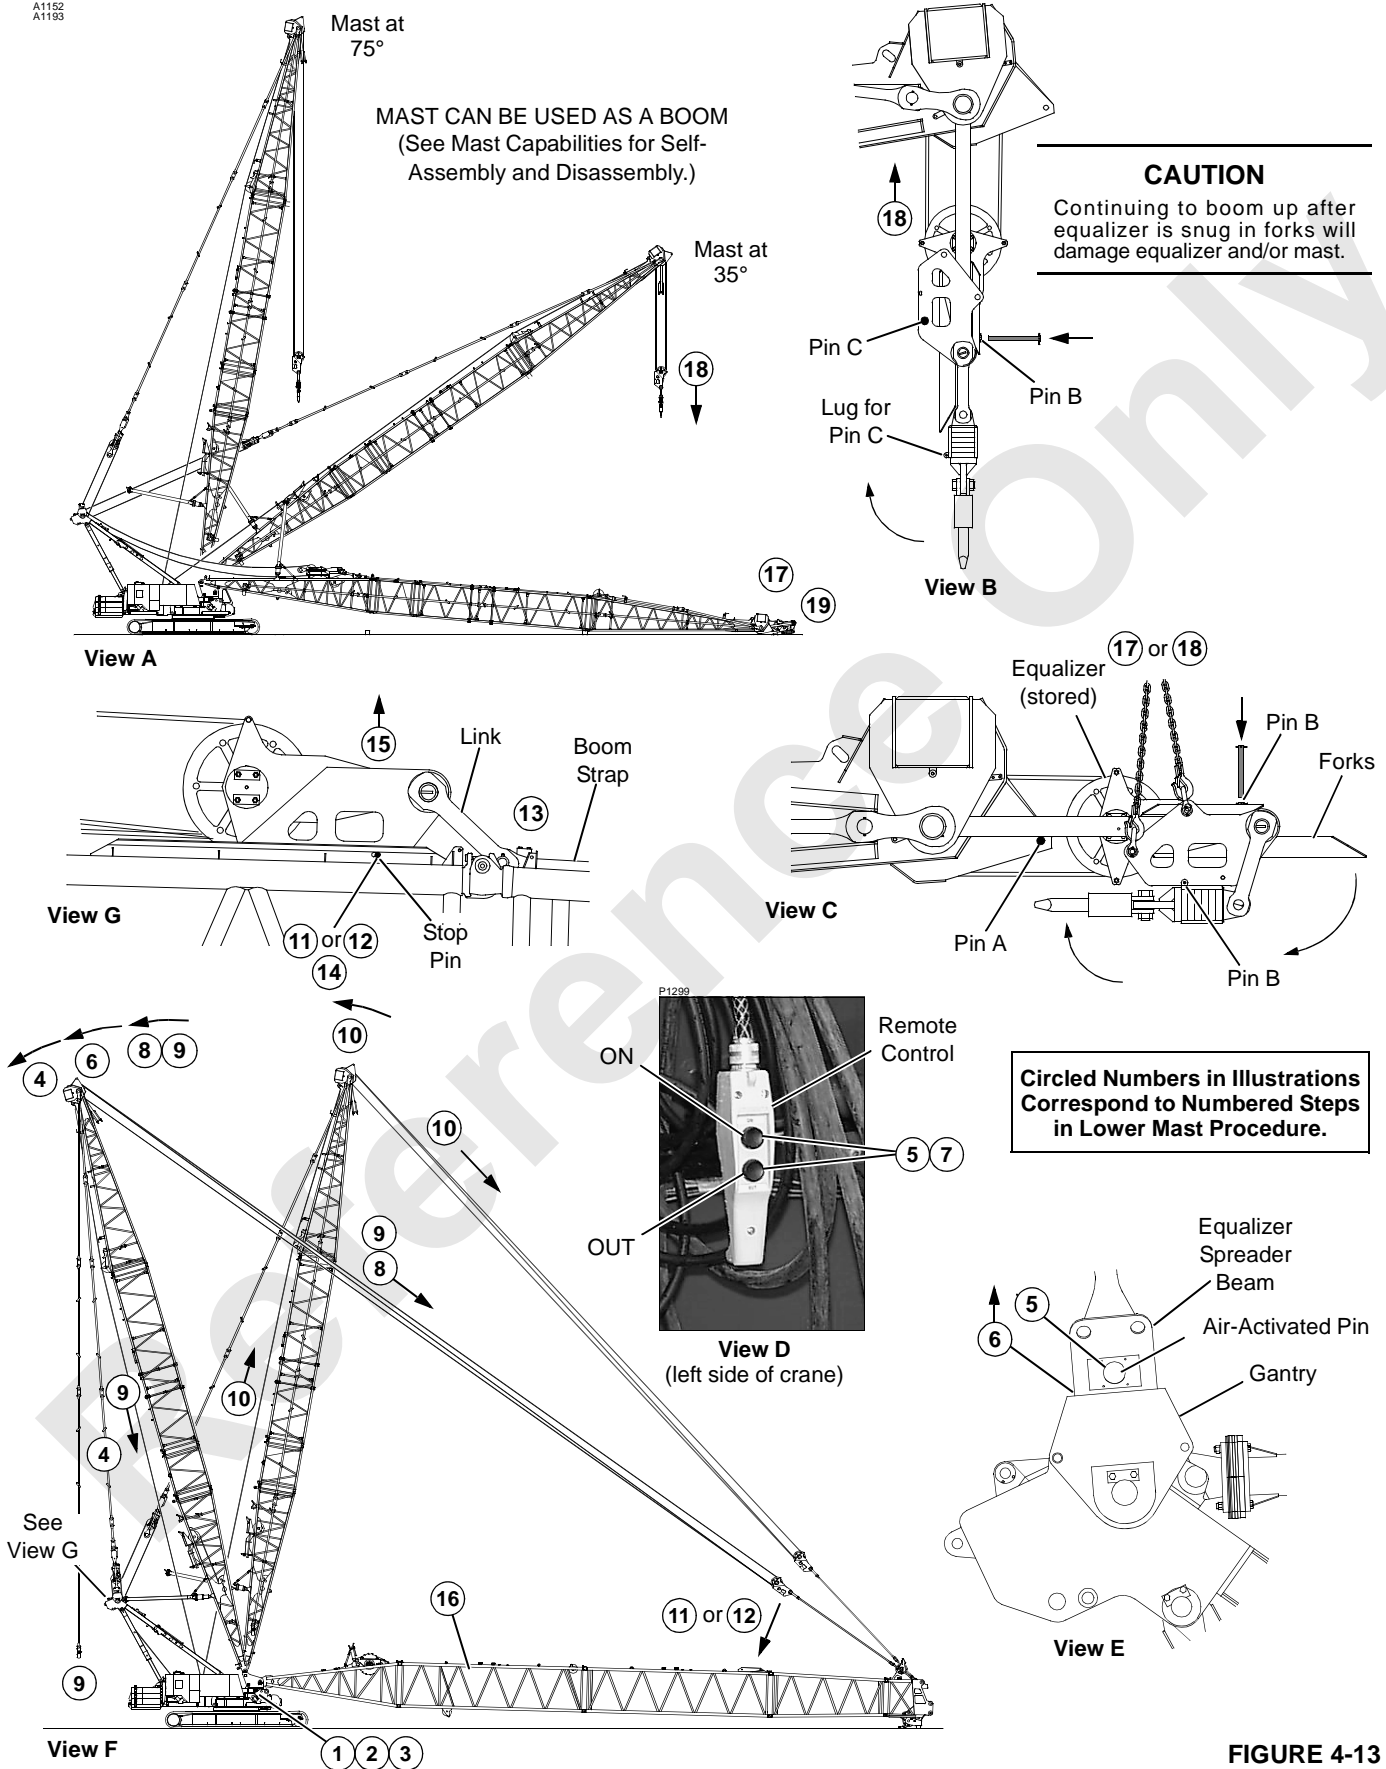 A1152
A1193
Mast at
75°
MAST CAN BE USED AS A BOOM
(See Mast Capabilities for Self-
Assembly and Disassembly.)
Mast at
35°
18
17
19
View A
18
CAUTION
Continuing to boom up after
equalizer is snug in forks will
damage equalizer and/or mast.
Pin C
Pin B
Lug for
Pin C
View B
15
Link
Boom
Strap
13
View G
11 or 12
14
Stop
Pin
17 or 18
Equalizer
(stored)
Pin B
Forks
View C
Pin A
Pin B
4
6
8 9
10
10
9
8
9
10
4
See
View G
9
16
11 or 12
View F
1 2 3
P1299
ON
Remote
Control
5 7
OUT
View D
(left side of crane)
Circled Numbers in Illustrations
Correspond to Numbered Steps
in Lower Mast Procedure.
Equalizer
Spreader
Beam
5
6
Air-Activated Pin
Gantry
View E
FIGURE 4-13
Reference Only